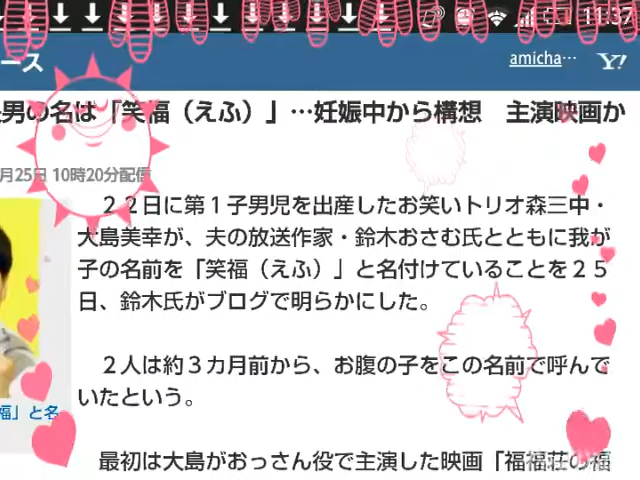 11:37
ース
amicha…
Y!
男の名は「笑福（えふ）」…妊娠中から構想　主演映画か
月25日 10時20分配信
２２日に第１子男児を出産したお笑いトリオ森三中・
大島美幸が、夫の放送作家・鈴木おさむ氏とともに我が
子の名前を「笑福（えふ）」と名付けていることを２５
日、鈴木氏がブログで明らかにした。
２人は約３カ月前から、お腹の子をこの名前で呼んで
いたという。
福」と名
最初は大島がおっさん役で主演した映画「福福荘の福